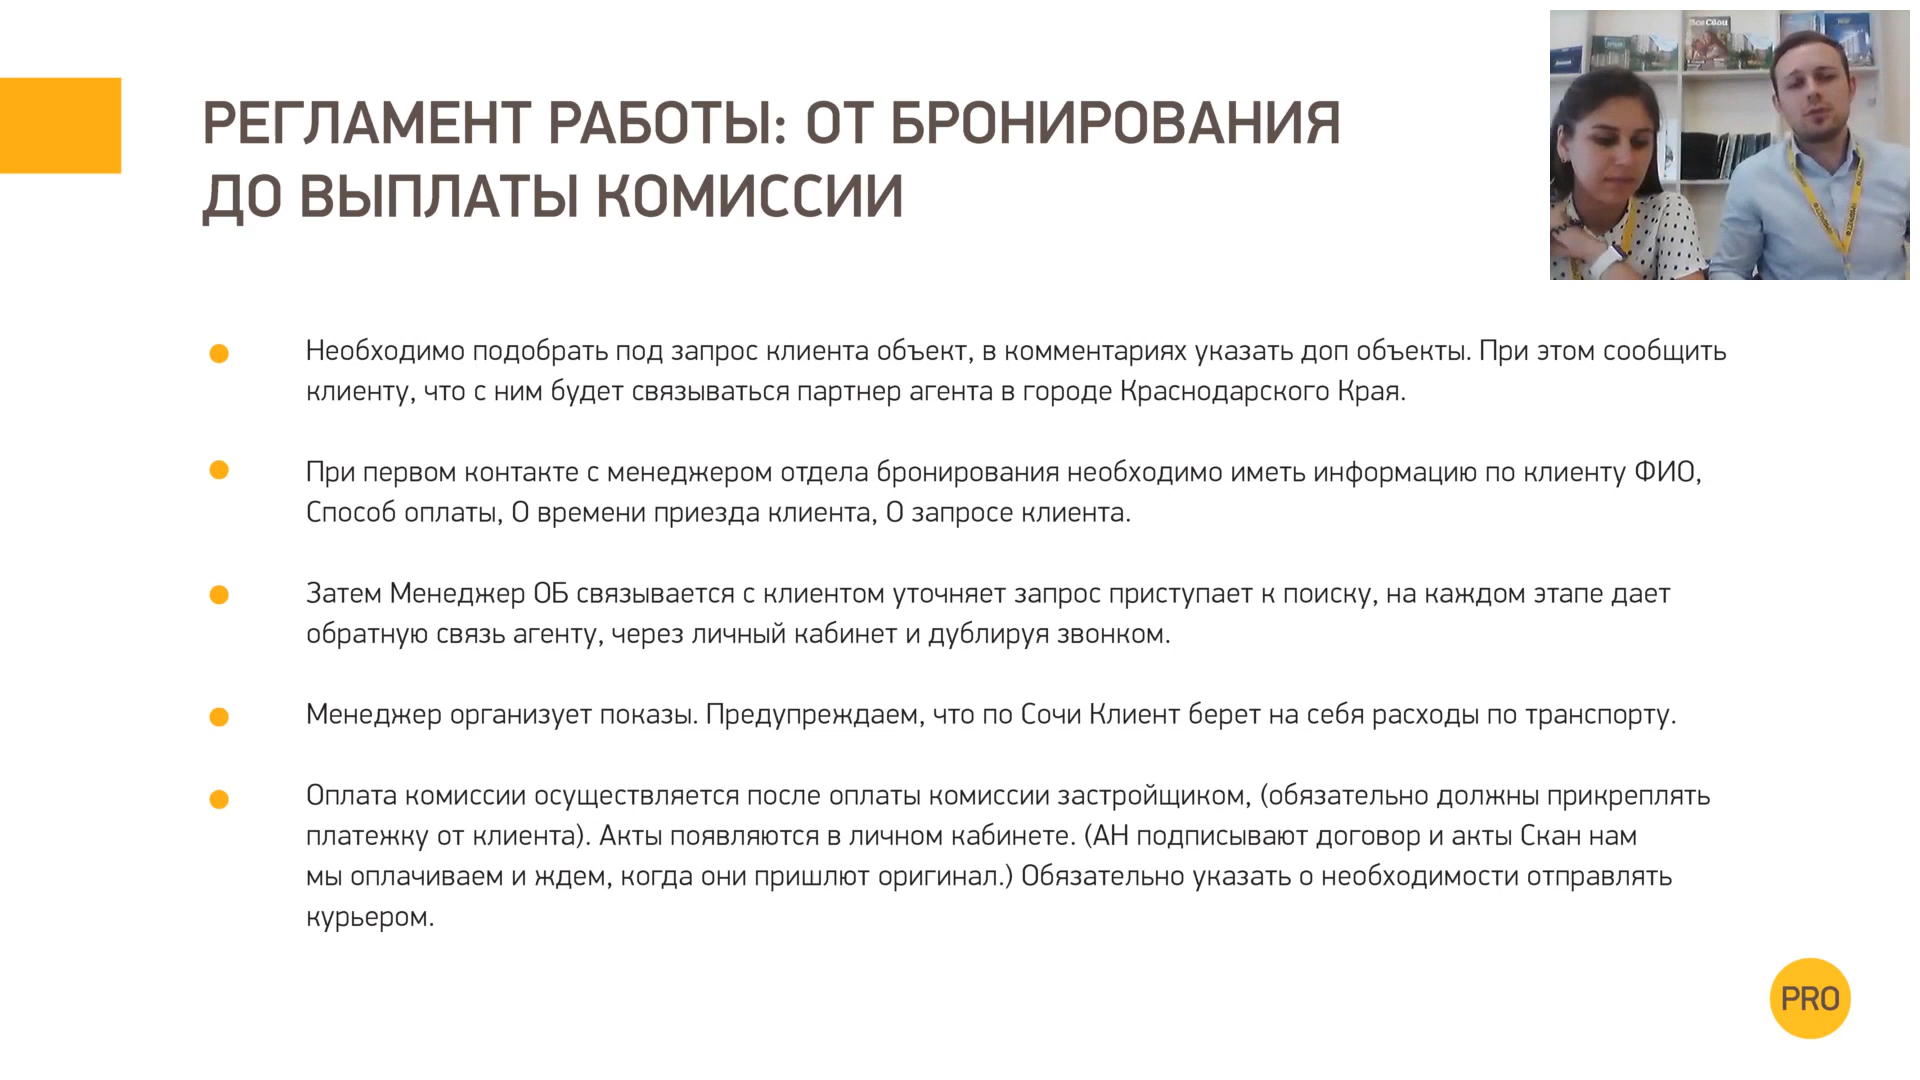 РЕГЛАМЕНТ РАБОТЫ: ОТ БРОНИРОВАНИЯ
ДО ВЫПЛАТЫ КОМИССИИ
Необходимо подобрать под запрос клиента объект, в комментариях указать доп объекты. При этом сообщить
клиенту, что с ним будет связываться партнер агента в городе Краснодарского Края.
При первом контакте с менеджером отдела бронирования необходимо иметь информацию по клиенту ФИО,
Способ оплаты, О времени приезда клиента, О запросе клиента.
Затем Менеджер ОБ связывается с клиентом уточняет запрос приступает к поиску, на каждом этапе дает
обратную связь агенту, через личный кабинет и дублируя звонком.
Менеджер организует показы. Предупреждаем, что по Сочи Клиент берет на себя расходы по транспорту.
Оплата комиссии осуществляется после оплаты комиссии застройщиком, (обязательно должны прикреплять
платежку от клиента). Акты появляются в личном кабинете. (АН подписывают договор и акты Скан нам
мы оплачиваем и ждем, когда они пришлют оригинал.) Обязательно указать о необходимости отправлять
курьером.
PRO